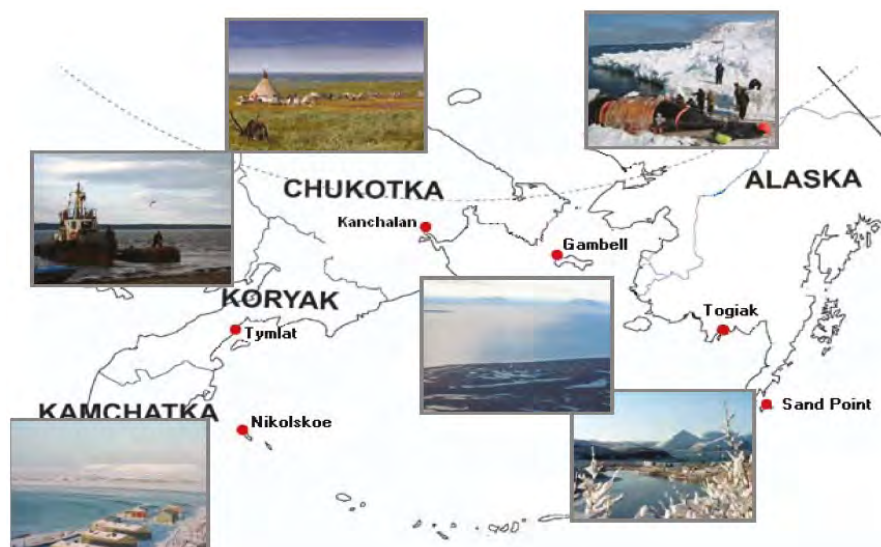 CHUKOTKA
ALASKA
Kanchalan
Gambell
KORYAK
Tymlat
Togiak
KAMCHATKA
Nikolskoe
Sand Point